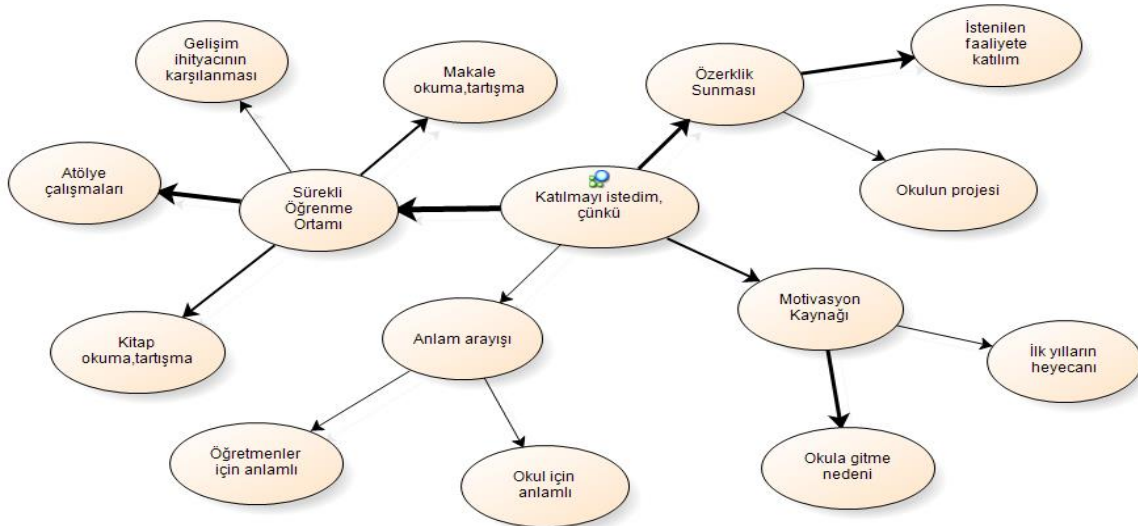 Gelişim
ihityacının
karşılanması
Makale
okuma,tartışma
Özerklik
Sunması
İstenilen
faaliyete
katılım
Atölye
çalışmaları
Sürekli
Öğrenme
Ortamı
Katılmayı istedim,
çünkü
Okulun projesi
Kitap
okuma,tartışma
Anlam arayışı
Motivasyon
Kaynağı
İlk yılların
heyecanı
Öğretmenler
için anlamlı
Okul için
anlamlı
Okula gitme
nedeni